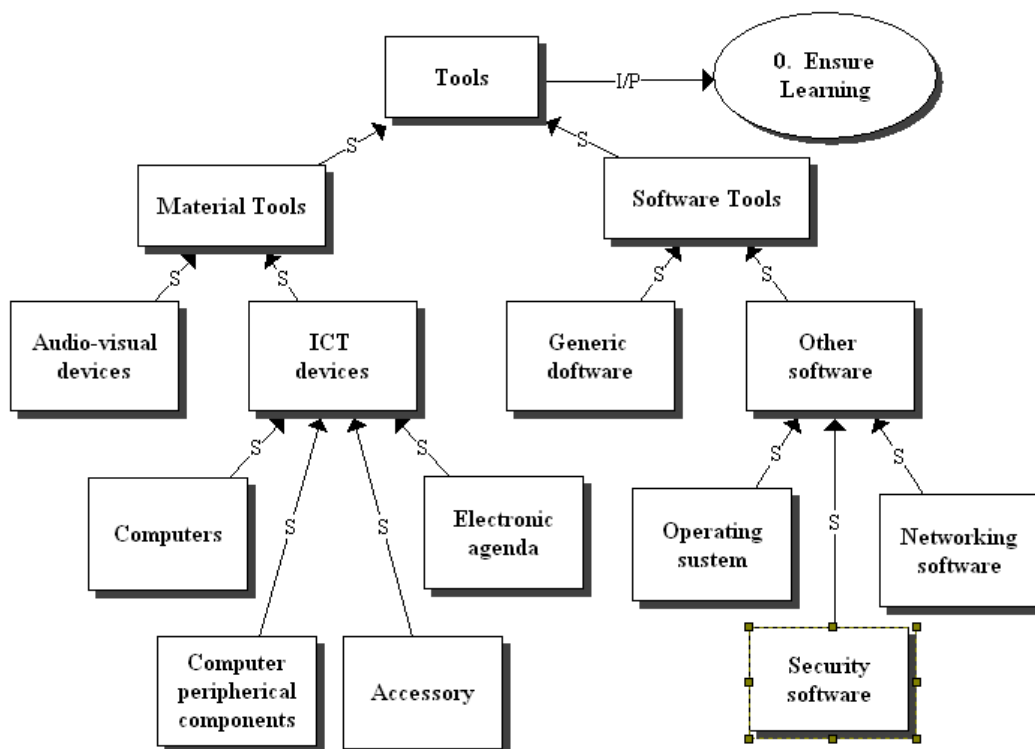 Tools
I/P
0. Ensure
Learning
S
S
Material Tools
Software Tools
S
S
S
S
Audio-visual
devices
ICT
devices
Generic
doftware
Other
software
S
S
S
S
S
S
S
Computers
Electronic
agenda
Operating
sustem
Networking
software
Computer
peripherical
components
Accessory
Security
software